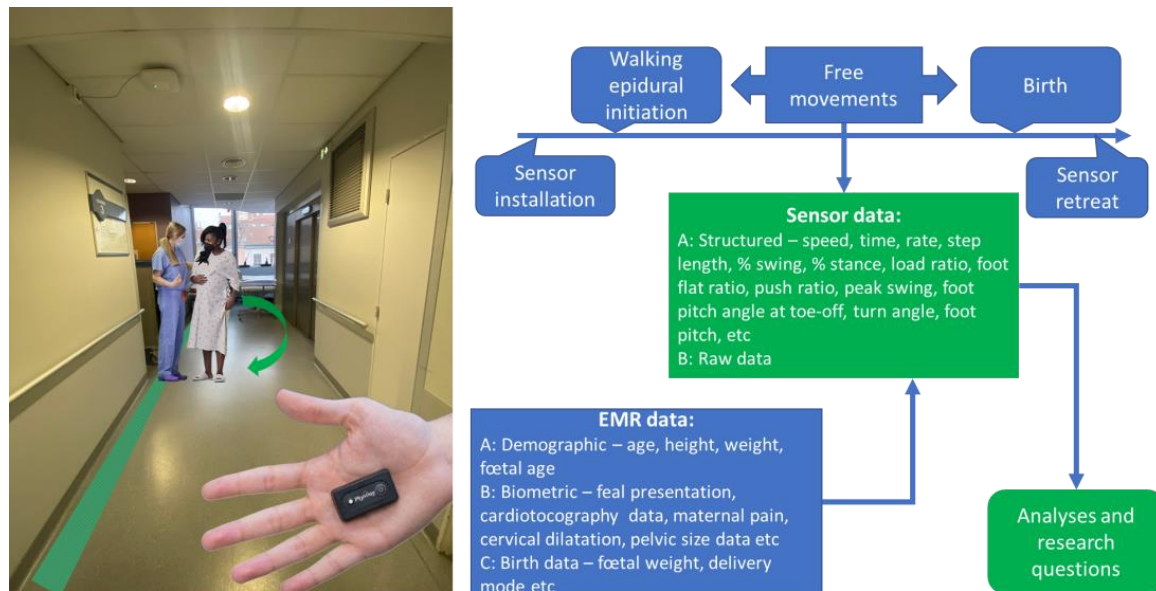 Walking
epidural
initiation
Free
movements
Birth
Sensor
installation
Sensor
retreat
Sensor data:
A: Structured – speed, time, rate, step
length, % swing, % stance, load ratio, foot
flat ratio, push ratio, peak swing, foot
pitch angle at toe-off, turn angle, foot
pitch, etc
B: Raw data
EMR data:
A: Demographic – age, height, weight,
fœtal age
B: Biometric – feal presentation,
cardiotocography data, maternal pain,
cervical dilatation, pelvic size data etc
C: Birth data – fœtal weight, delivery
mode etc
Analyses and
research
questions
Physilog